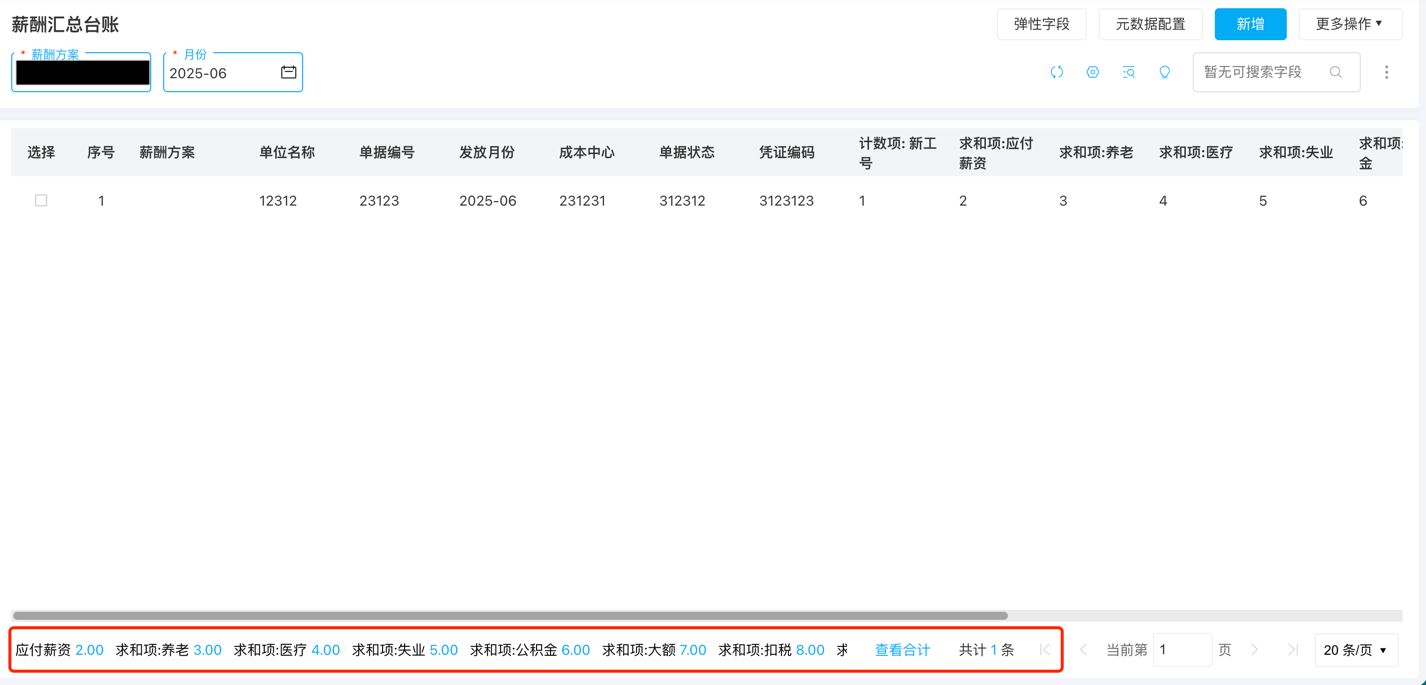 薪酬汇总台账
弹性字段 元数据配置 新增 更多操作 ▼
* 薪酬方案 * 月份
2025-06 暂无可搜索字段
选择 序号 薪酬方案 单位名称 单据编号 发放月份 成本中心 单据状态 凭证编码 计数项: 新工号 求和项:应付薪资 求和项:养老 求和项:医疗 求和项:失业 求和项: 金
1 12312 23123 2025-06 231231 312312 3123123 1 2 3 4 5 6
应付薪资 2.00 求和项:养老 3.00 求和项:医疗 4.00 求和项:失业 5.00 求和项:公积金 6.00 求和项:大额 7.00 求和项:扣税 8.00 求 查看合计 共计 1 条 当前第 1 页 20 条/页 ▼